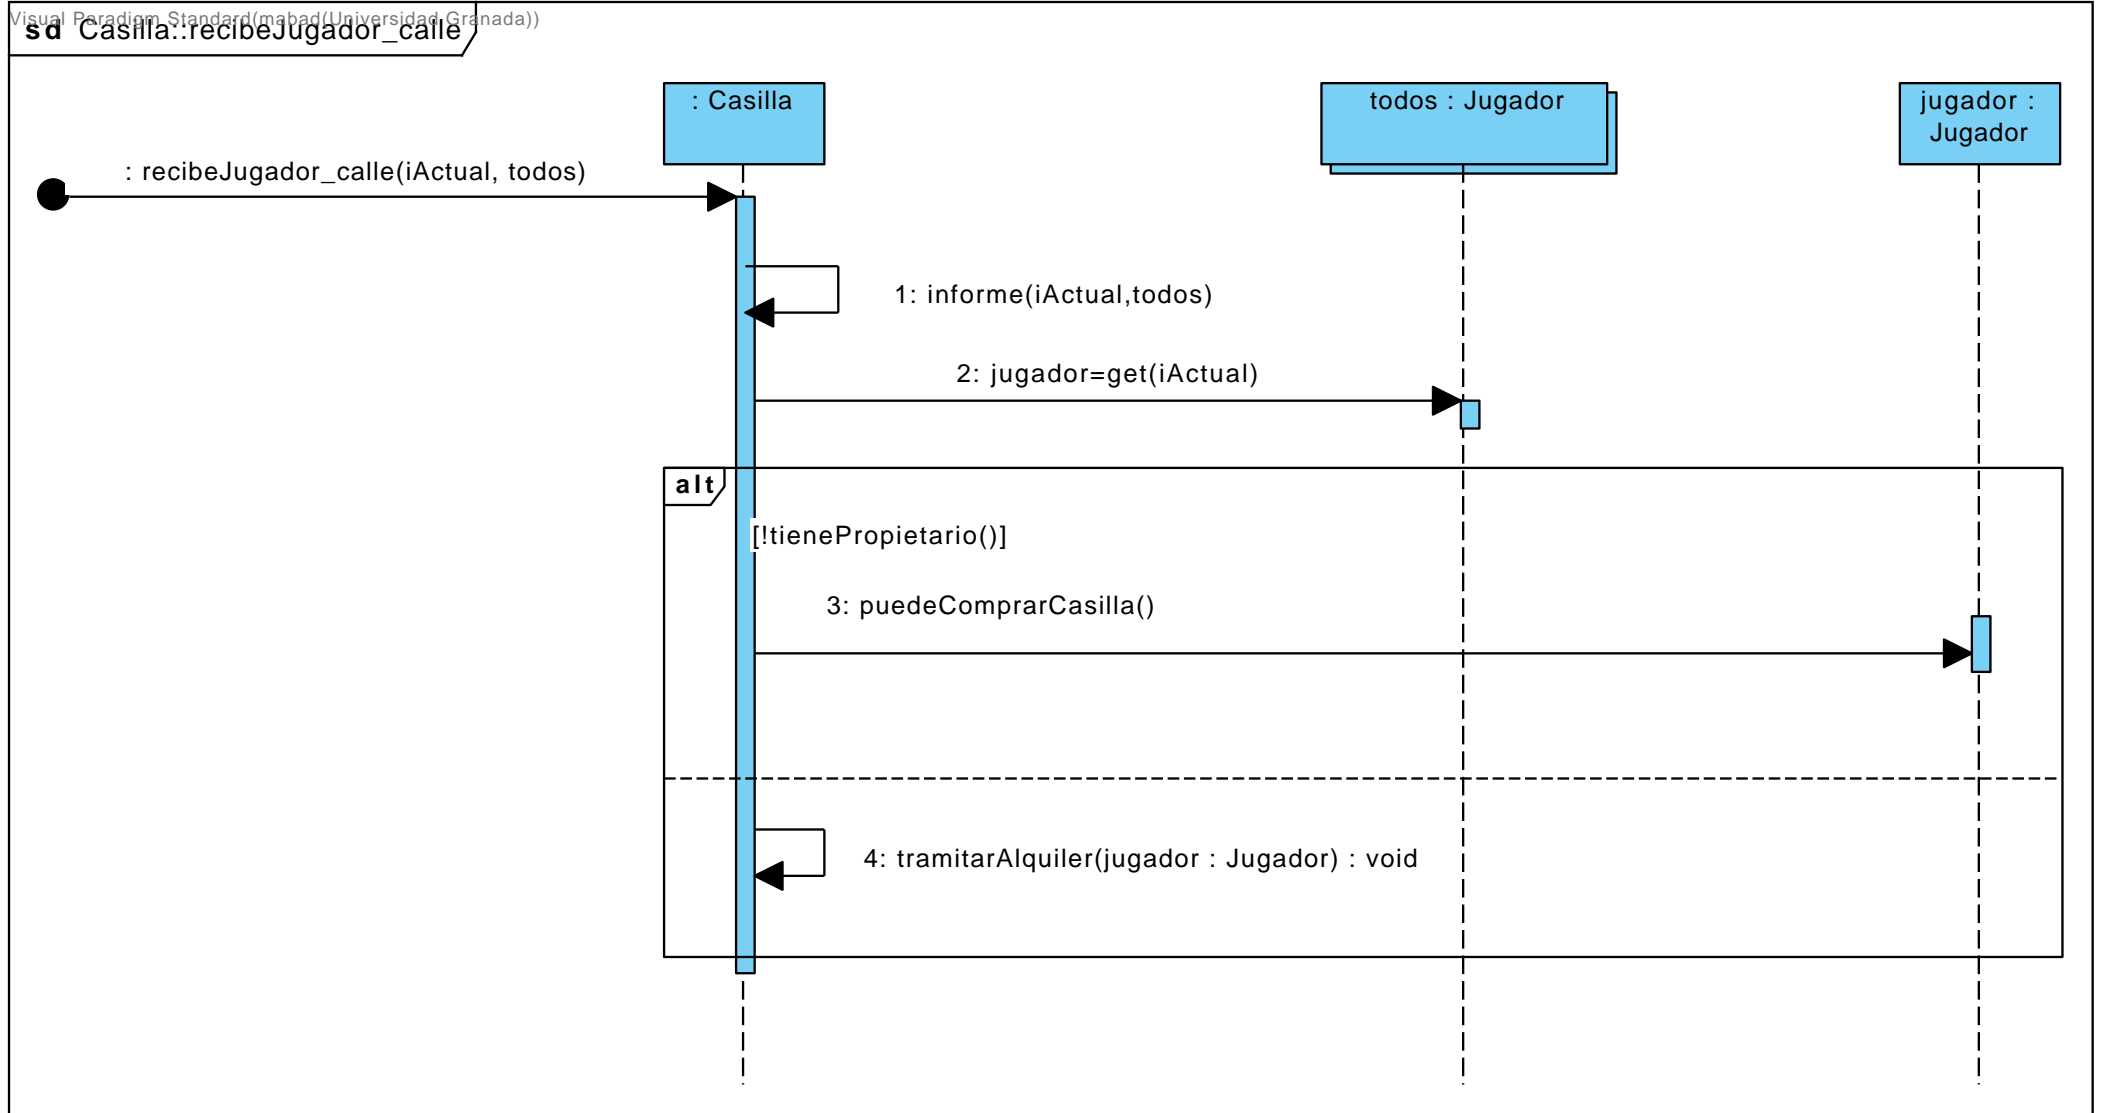 Visual Paradigm Standard(mabad(Universidad Granada))
sd Casilla::recibeJugador_calle
: Casilla
todos : Jugador
jugador :
Jugador
: recibeJugador_calle(iActual, todos)
1: informe(iActual,todos)
2: jugador=get(iActual)
alt
[!tienePropietario()]
3: puedeComprarCasilla()
4: tramitarAlquiler(jugador : Jugador) : void